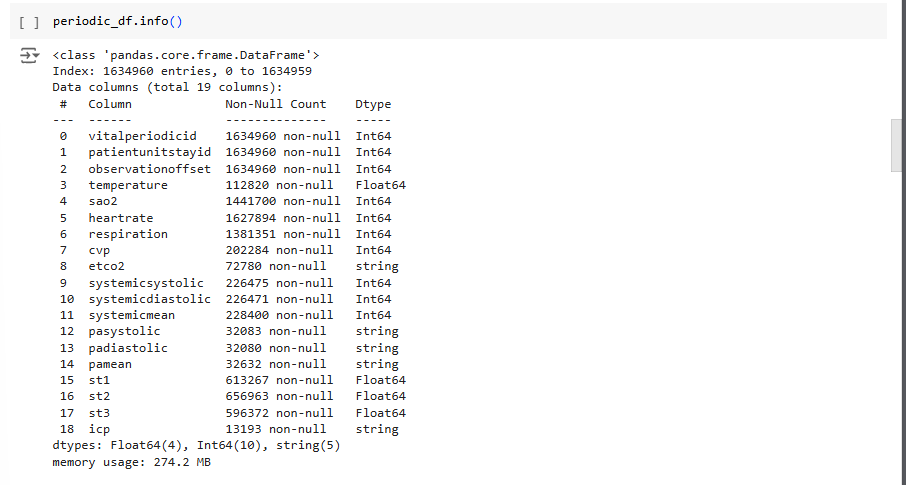 [ ] periodic_df.info()
<class 'pandas.core.frame.DataFrame'>
Index: 1634960 entries, 0 to 1634959
Data columns (total 19 columns):
 #   Column             Non-Null Count    Dtype
---  ------             --------------    -----
 0   vitalperiodicid    1634960 non-null  Int64
 1   patientunitstayid  1634960 non-null  Int64
 2   observationoffset  1634960 non-null  Int64
 3   temperature        112820 non-null   Float64
 4   sao2               1441700 non-null  Int64
 5   heartrate          1627894 non-null  Int64
 6   respiration        1381351 non-null  Int64
 7   cvp                202284 non-null   Int64
 8   etco2              72780 non-null    string
 9   systemicsystolic   226475 non-null   Int64
 10  systemicdiastolic  226471 non-null   Int64
 11  systemicmean       228400 non-null   Int64
 12  pasystolic         32083 non-null    string
 13  padiastolic        32080 non-null    string
 14  pamean             32632 non-null    string
 15  st1                613267 non-null   Float64
 16  st2                656963 non-null   Float64
 17  st3                596372 non-null   Float64
 18  icp                13193 non-null    string
dtypes: Float64(4), Int64(10), string(5)
memory usage: 274.2 MB